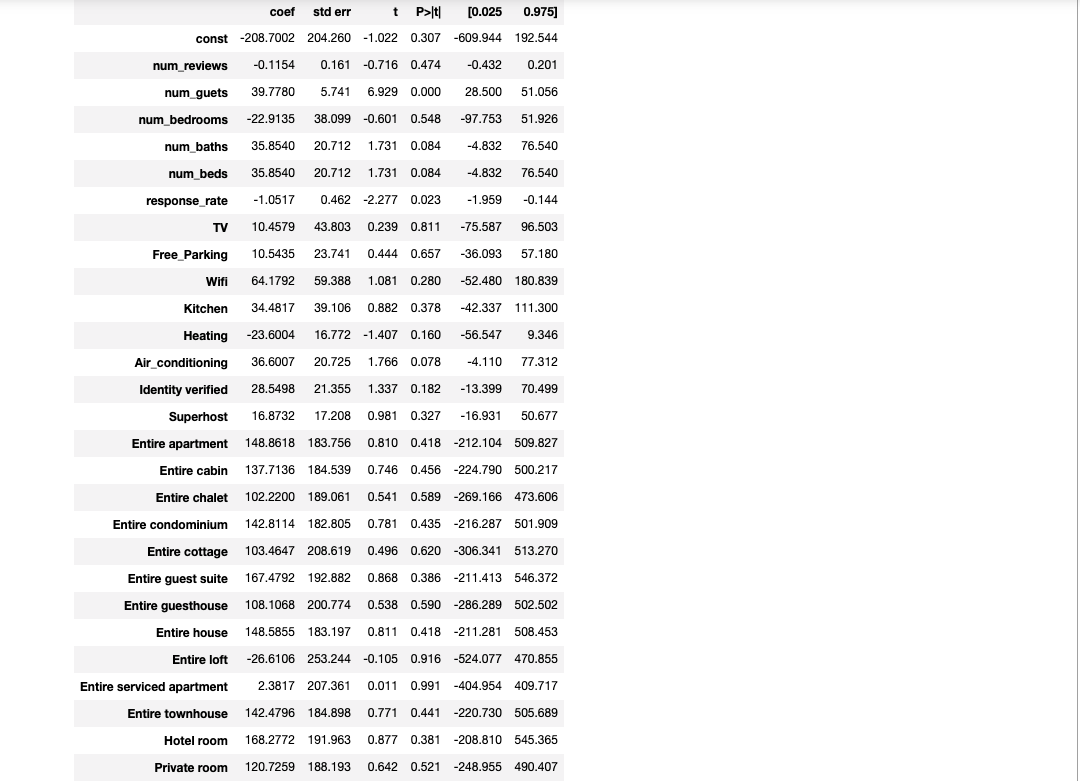 coef std err t P>|t| [0.025 0.975]
const -208.7002 204.260 -1.022 0.307 -609.944 192.544
num_reviews -0.1154 0.161 -0.716 0.474 -0.432 0.201
num_guets 39.7780 5.741 6.929 0.000 28.500 51.056
num_bedrooms -22.9135 38.099 -0.601 0.548 -97.753 51.926
num_baths 35.8540 20.712 1.731 0.084 -4.832 76.540
num_beds 35.8540 20.712 1.731 0.084 -4.832 76.540
response_rate -1.0517 0.462 -2.277 0.023 -1.959 -0.144
TV 10.4579 43.803 0.239 0.811 -75.587 96.503
Free_Parking 10.5435 23.741 0.444 0.657 -36.093 57.180
Wifi 64.1792 59.388 1.081 0.280 -52.480 180.839
Kitchen 34.4817 39.106 0.882 0.378 -42.337 111.300
Heating -23.6004 16.772 -1.407 0.160 -56.547 9.346
Air_conditioning 36.6007 20.725 1.766 0.078 -4.110 77.312
Identity verified 28.5498 21.355 1.337 0.182 -13.399 70.499
Superhost 16.8732 17.208 0.981 0.327 -16.931 50.677
Entire apartment 148.8618 183.756 0.810 0.418 -212.104 509.827
Entire cabin 137.7136 184.539 0.746 0.456 -224.790 500.217
Entire chalet 102.2200 189.061 0.541 0.589 -269.166 473.606
Entire condominium 142.8114 182.805 0.781 0.435 -216.287 501.909
Entire cottage 103.4647 208.619 0.496 0.620 -306.341 513.270
Entire guest suite 167.4792 192.882 0.868 0.386 -211.413 546.372
Entire guesthouse 108.1068 200.774 0.538 0.590 -286.289 502.502
Entire house 148.5855 183.197 0.811 0.418 -211.281 508.453
Entire loft -26.6106 253.244 -0.105 0.916 -524.077 470.855
Entire serviced apartment 2.3817 207.361 0.011 0.991 -404.954 409.717
Entire townhouse 142.4796 184.898 0.771 0.441 -220.730 505.689
Hotel room 168.2772 191.963 0.877 0.381 -208.810 545.365
Private room 120.7259 188.193 0.642 0.521 -248.955 490.407